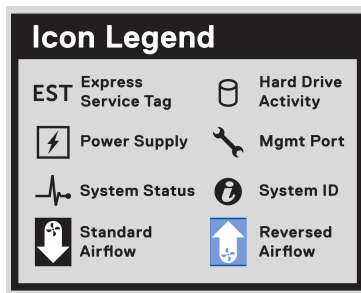 Icon Legend
EST Express
Service Tag
Hard Drive
Activity
Power Supply
Mgmt Port
System Status
System ID
Standard
Airflow
Reversed
Airflow